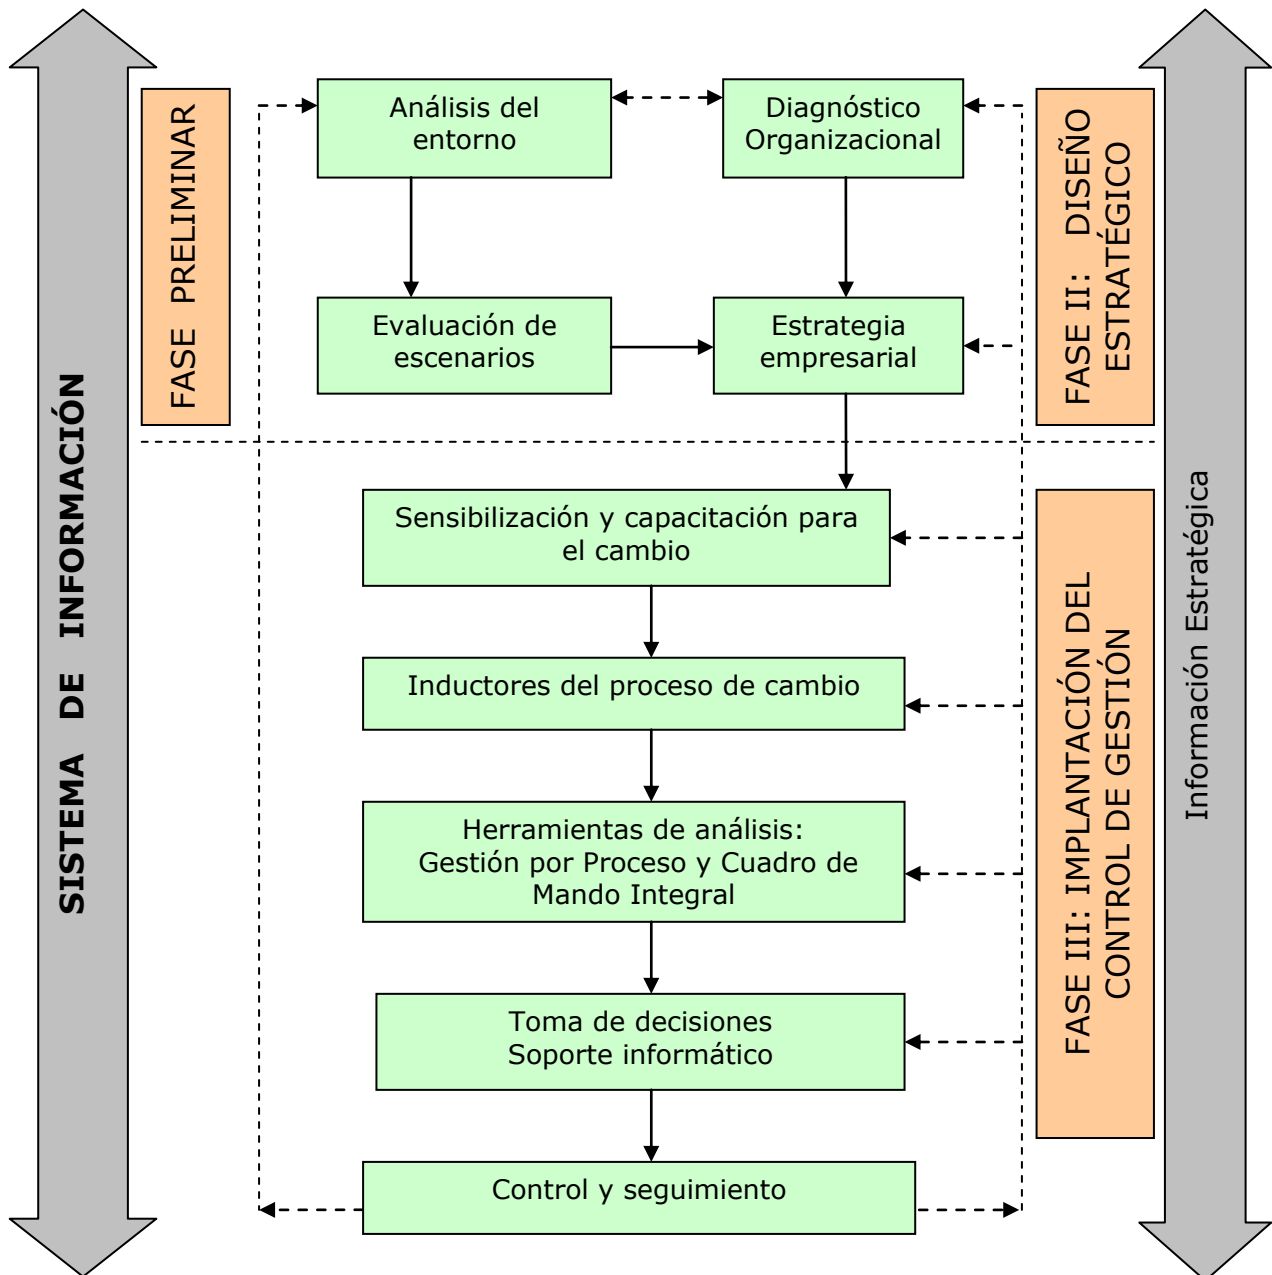 SISTEMA DE INFORMACIÓN
FASE PRELIMINAR
Análisis del
entorno
Diagnóstico
Organizacional
Evaluación de
escenarios
Estrategia
empresarial
FASE II: DISEÑO
ESTRATÉGICO
Sensibilización y capacitación para
el cambio
Inductores del proceso de cambio
Herramientas de análisis:
Gestión por Proceso y Cuadro de
Mando Integral
Toma de decisiones
Soporte informático
Control y seguimiento
FASE III: IMPLANTACIÓN DEL
CONTROL DE GESTIÓN
Información Estratégica